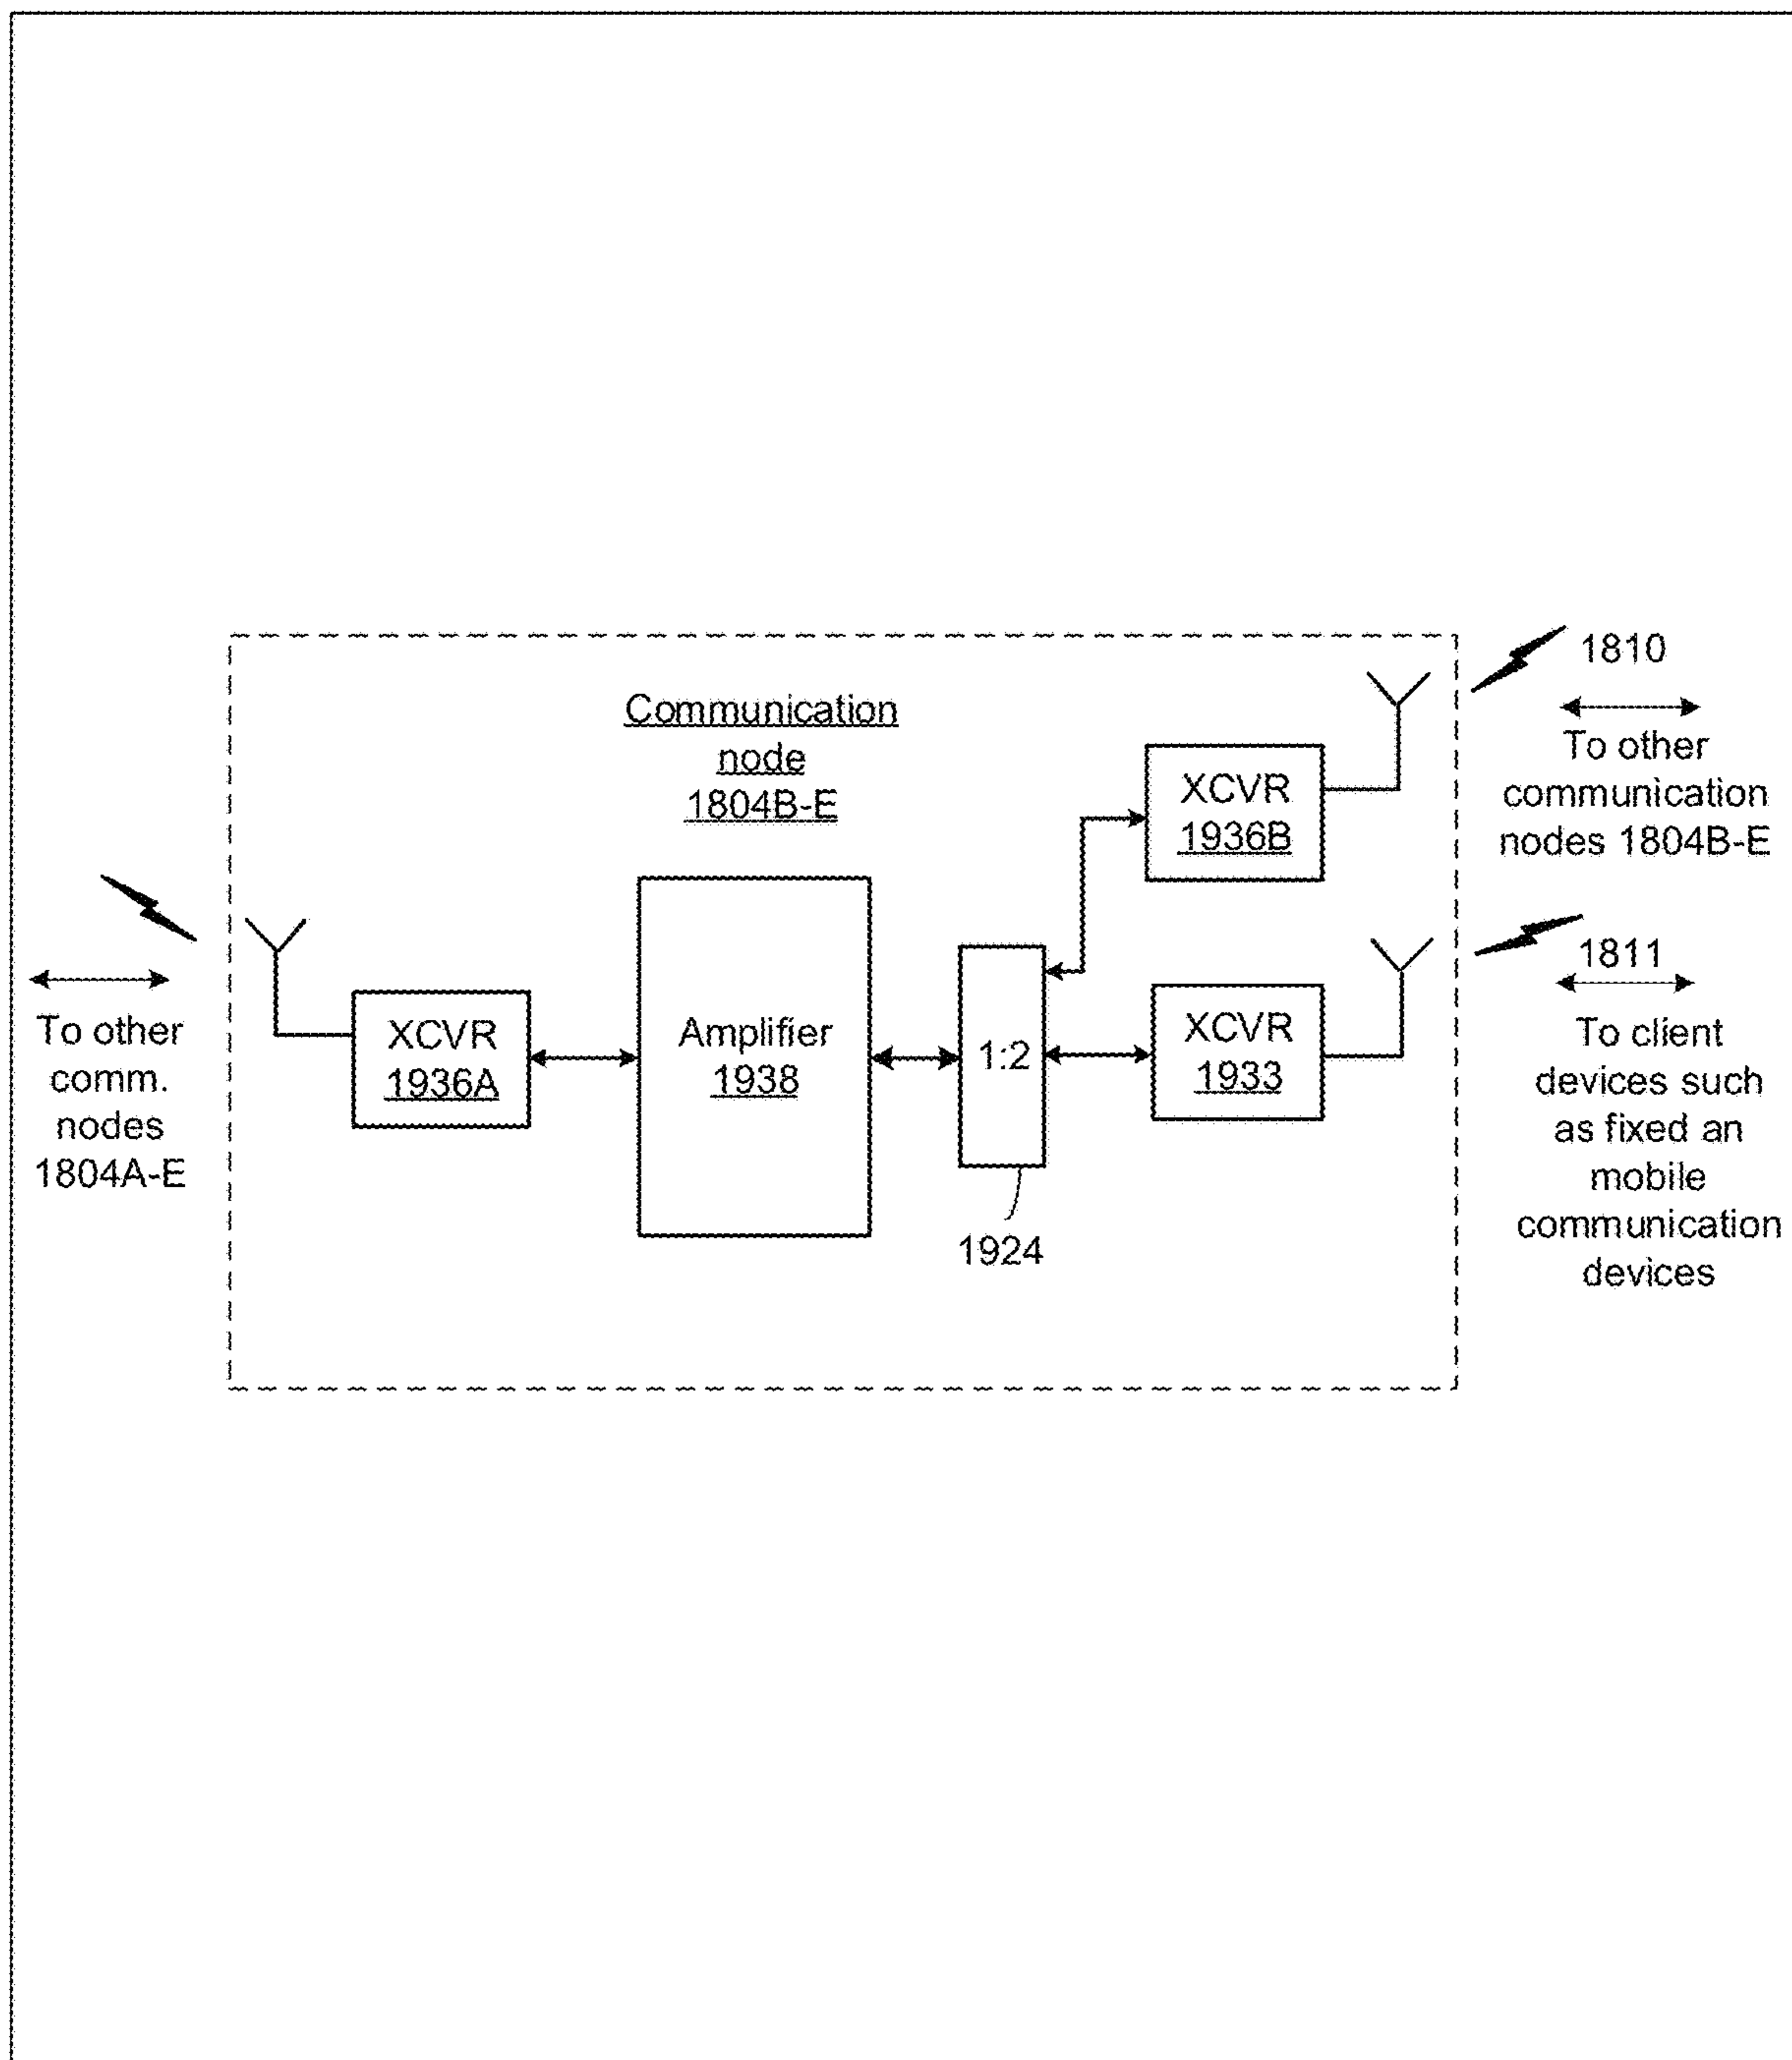 Communication
node
1804B-E
To other
comm.
nodes
1804A-E
XCVR
1936A
Amplifier
1938
1:2
1924
XCVR
1936B
XCVR
1933
1810
To other
communication
nodes 1804B-E
1811
To client
devices such
as fixed an
mobile
communication
devices